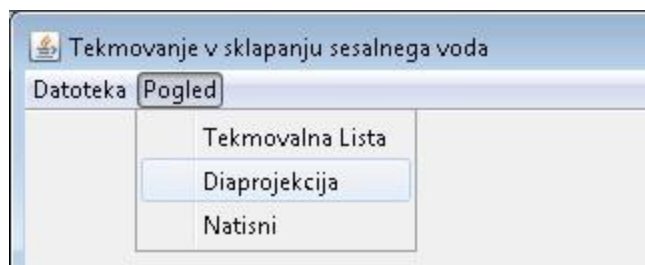 Tekmovanje v sklapanju sesalnega voda
Datoteka Pogled
Tekmovalna Lista
Diaprojekcija
Natisni